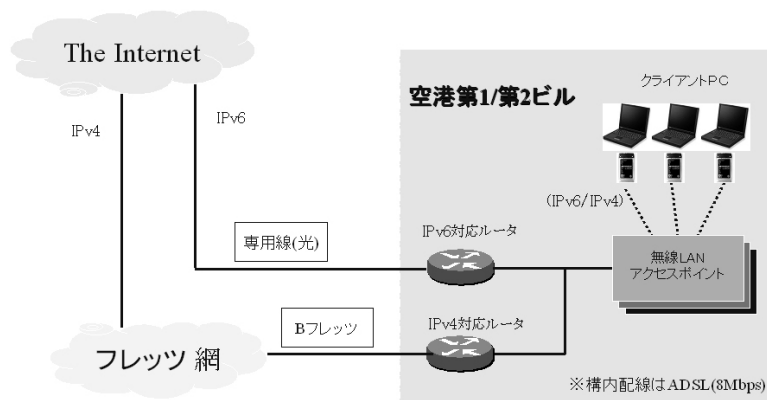 The Internet
IPv4
IPv6
空港第1/第2ビル
クライアントPC
(IPv6/IPv4)
専用線(光)
IPv6対応ルータ
無線LAN
アクセスポイント
Bフレッツ
IPv4対応ルータ
フレッツ 網
※構内配線はADSL(8Mbps)